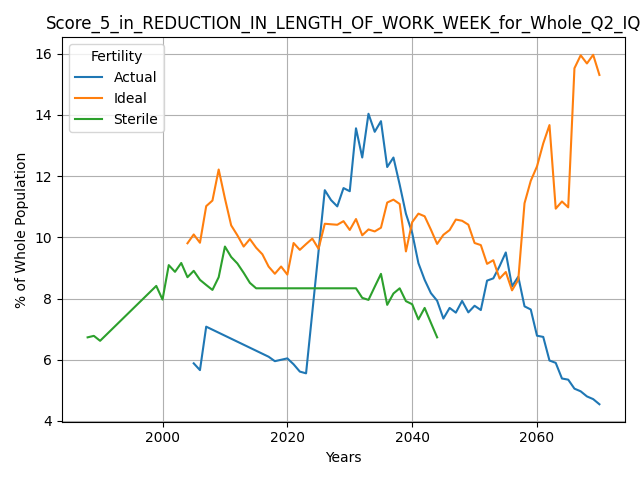 Score_5_in_REDUCTION_IN_LENGTH_OF_WORK_WEEK_for_Whole_Q2_IQ
Fertility
Actual
Ideal
Sterile
% of Whole Population
16
14
12
10
8
6
4
2000 2020 2040 2060
Years